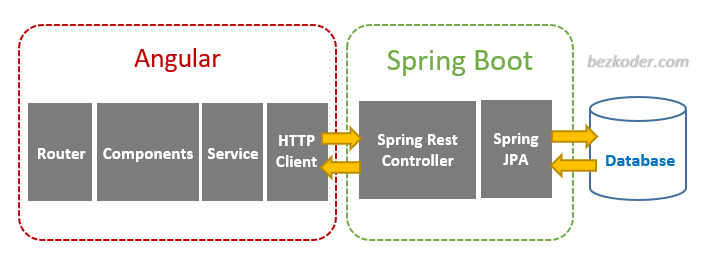 Angular
Spring Boot
bezkoder.com
Router
Components
Service
HTTP
Client
Spring Rest
Controller
Spring
JPA
Database